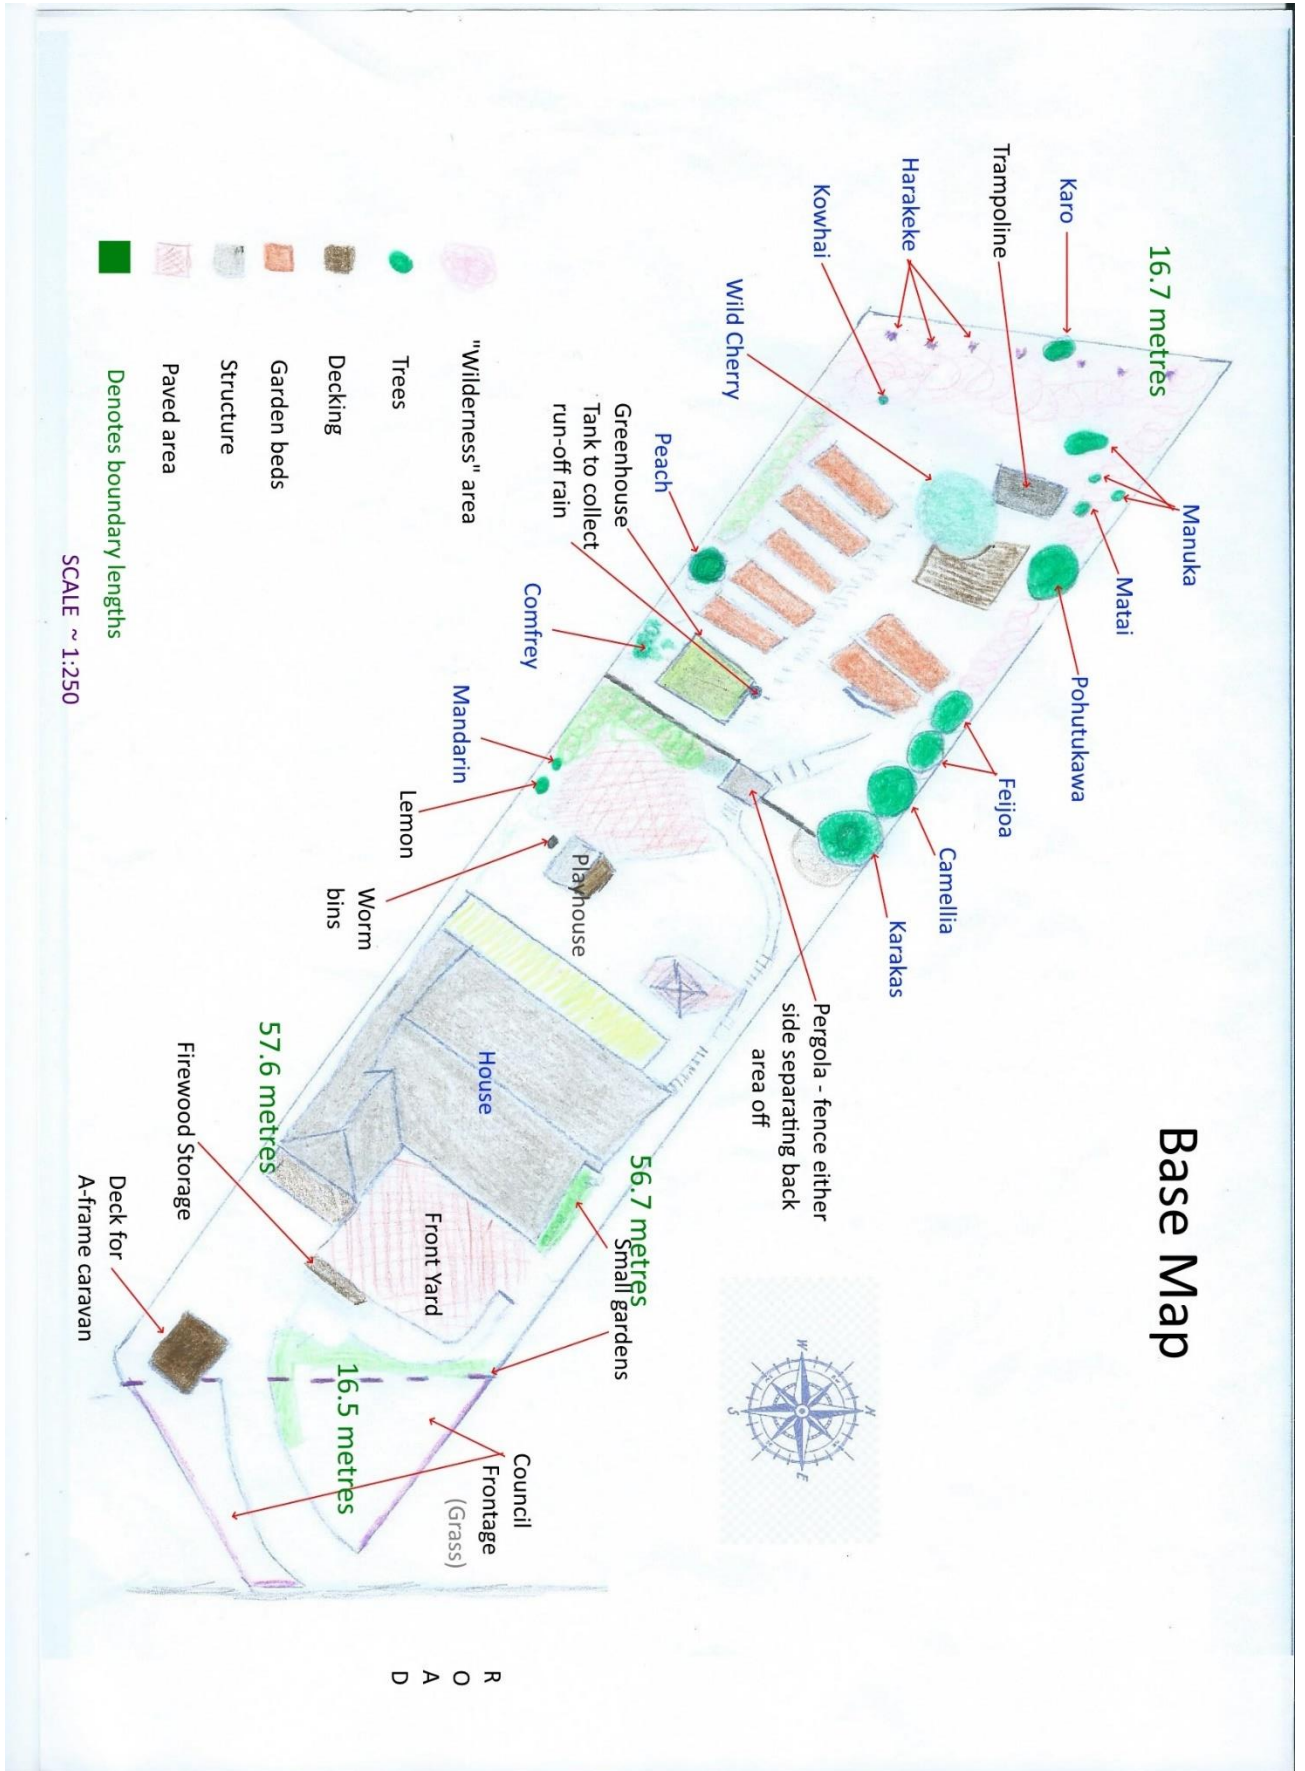 Base Map
16.7 metres
Manuka
Matai
Karo
Pohutukawa
Trampoline
Feijoa
Camellia
Karakas
Harakeke
Pergola - fence either
side separating back
area off
Kowhai
Wild Cherry
N
W
E
S
Peach
56.7 metres
Small gardens
Greenhouse
Tank to collect
run-off rain
Playhouse
Comfrey
Council
Frontage
(Grass)
R
O
A
D
House
Mandarin
Front Yard
Lemon
16.5 metres
Worm
bins
57.6 metres
Firewood Storage
Deck for
A-frame caravan
"Wilderness" area
Trees
Decking
Garden beds
Structure
Paved area
Denotes boundary lengths
SCALE ~ 1:250